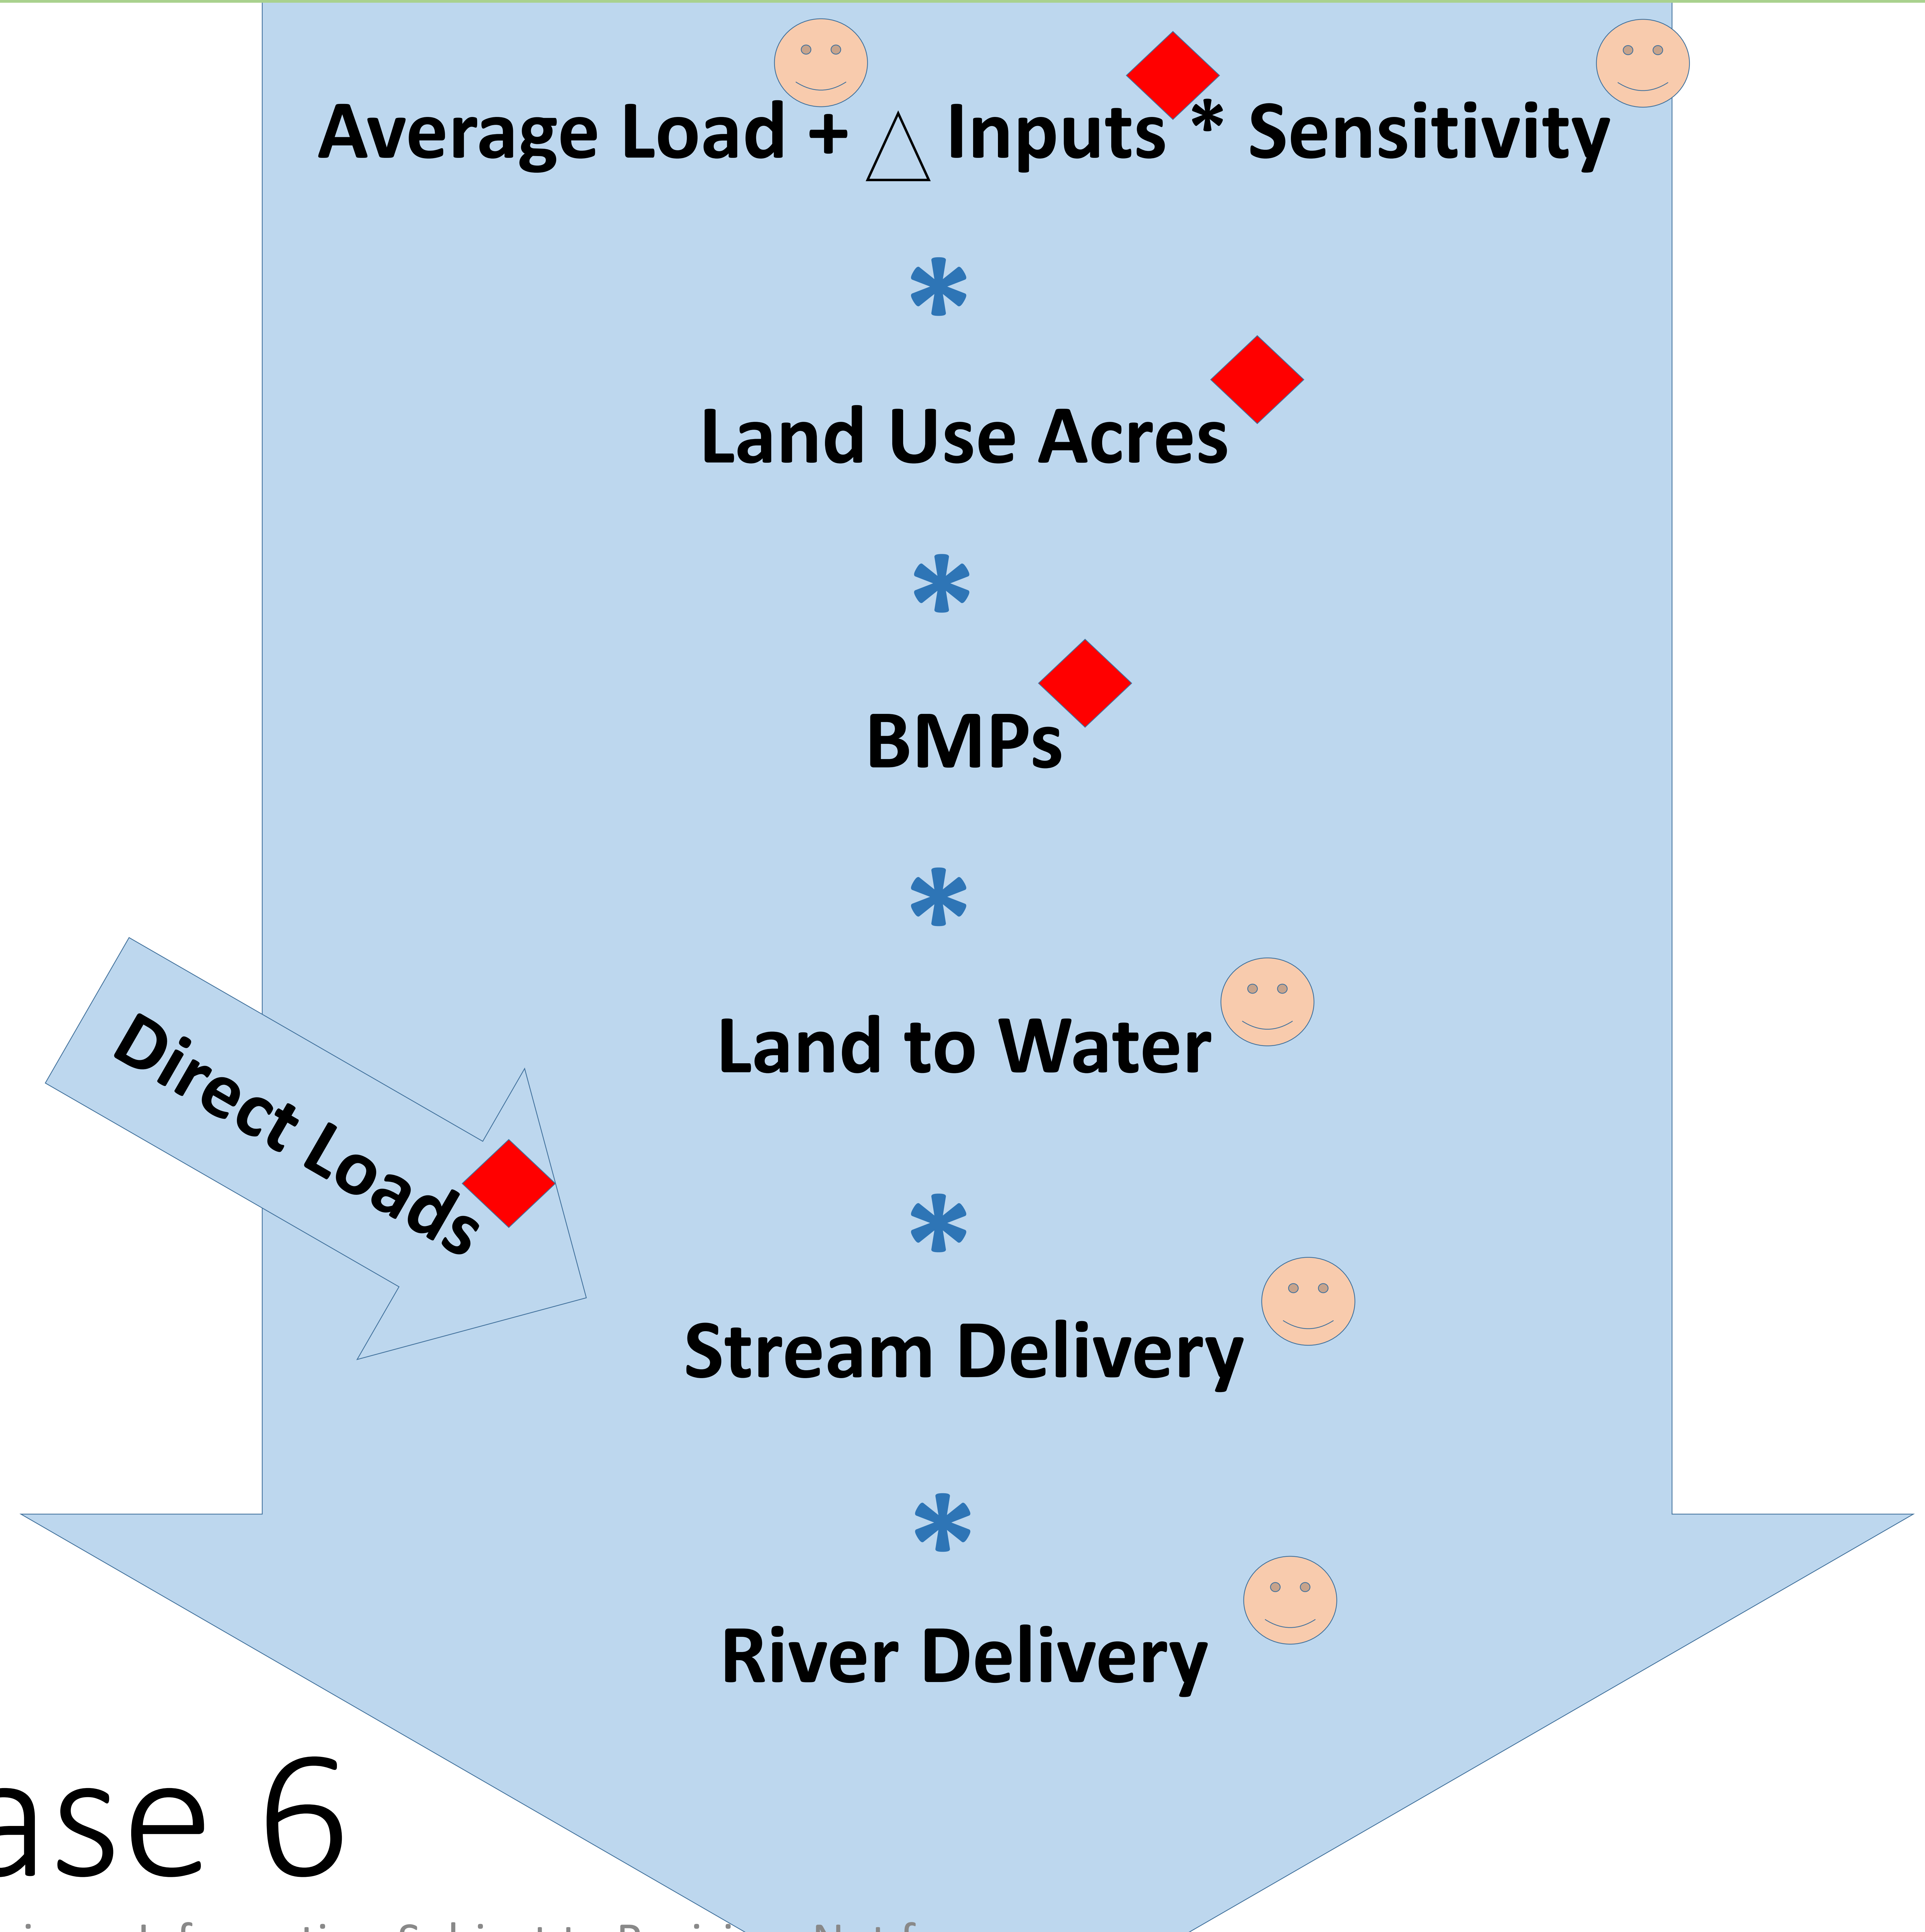 Average Load + △ Inputs * Sensitivity
*
Land Use Acres
*
BMPs
*
Land to Water
Direct Loads
*
Stream Delivery
*
River Delivery
ase 6